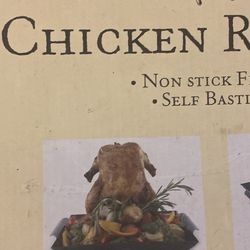 CHICKEN R
• NON STICK F
• SELF BASTI